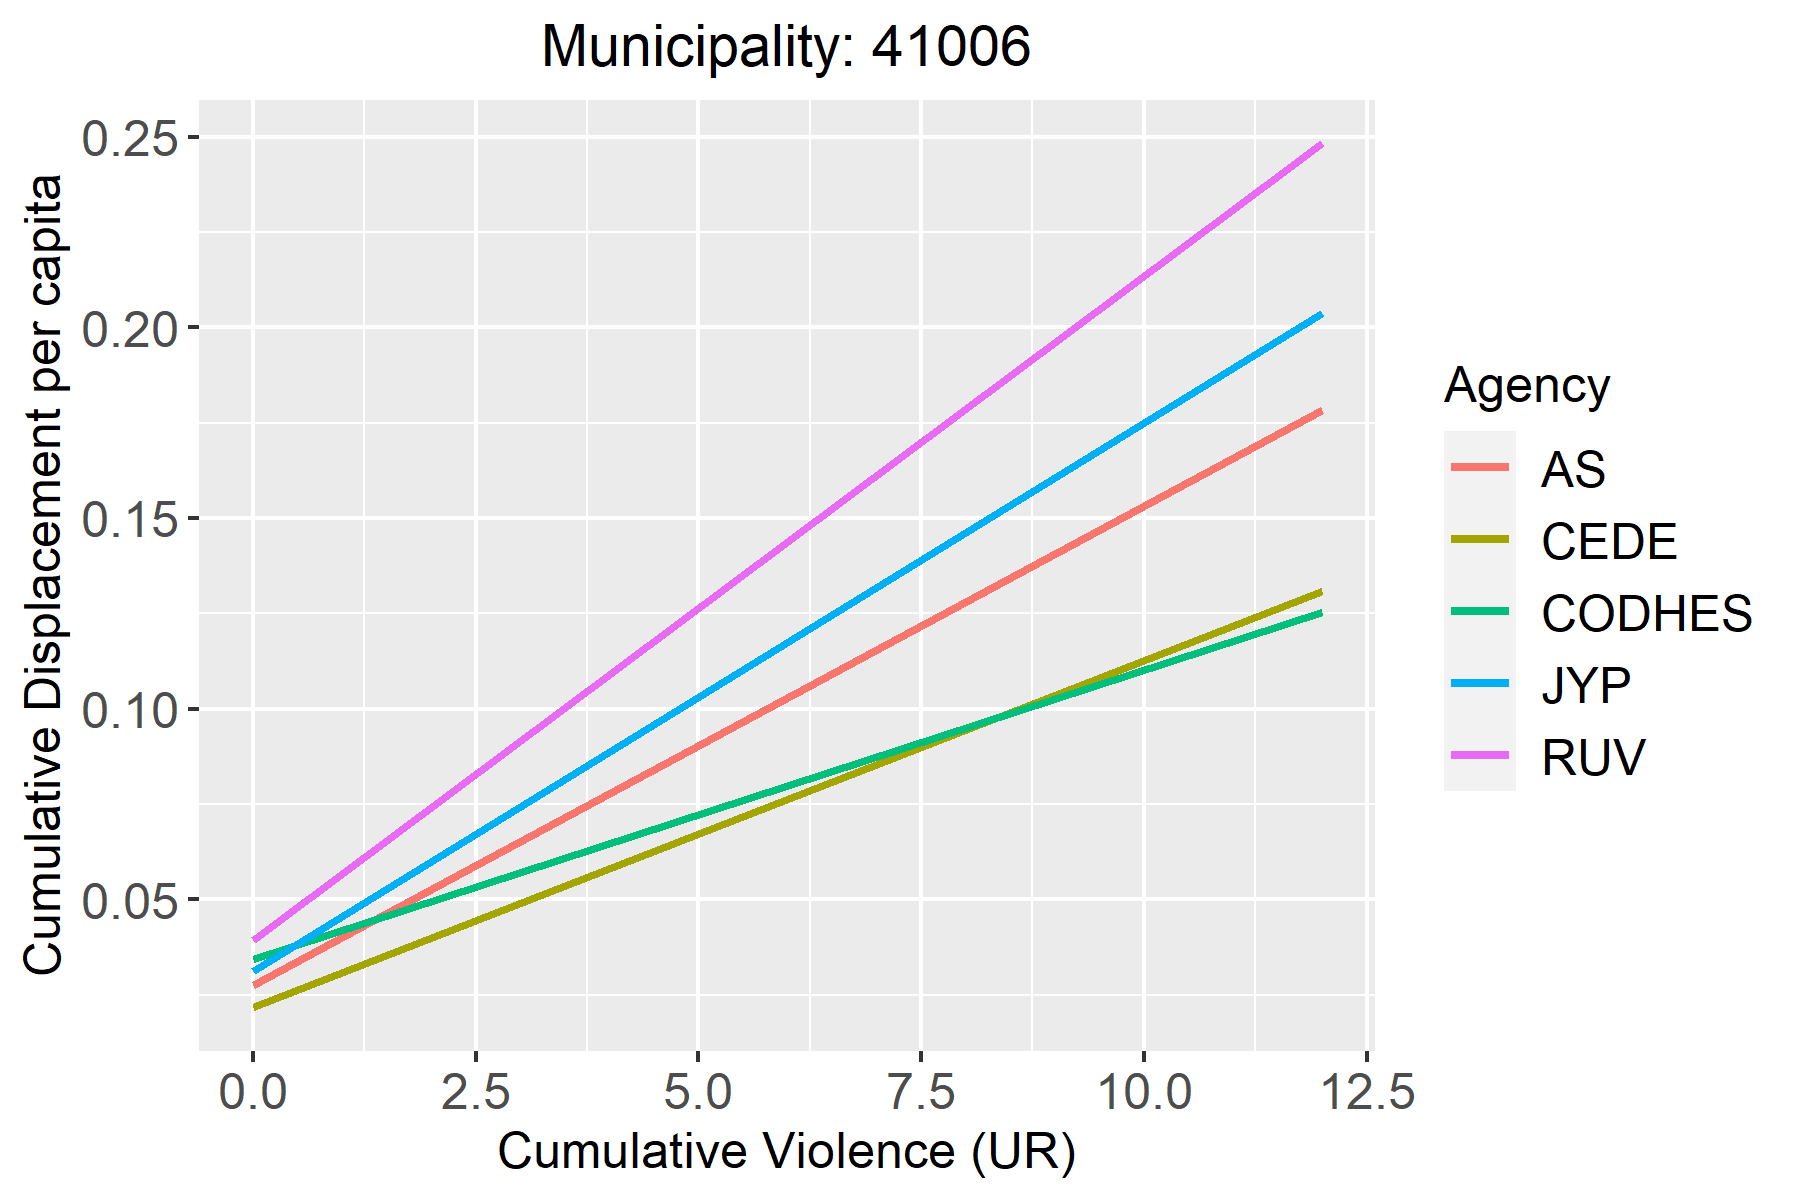 Municipality: 41006
Cumulative Displacement per capita
0.25
0.20
0.15
0.10
0.05
0.0 2.5 5.0 7.5 10.0 12.5
Cumulative Violence (UR)
Agency
AS
CEDE
CODHES
JYP
RUV